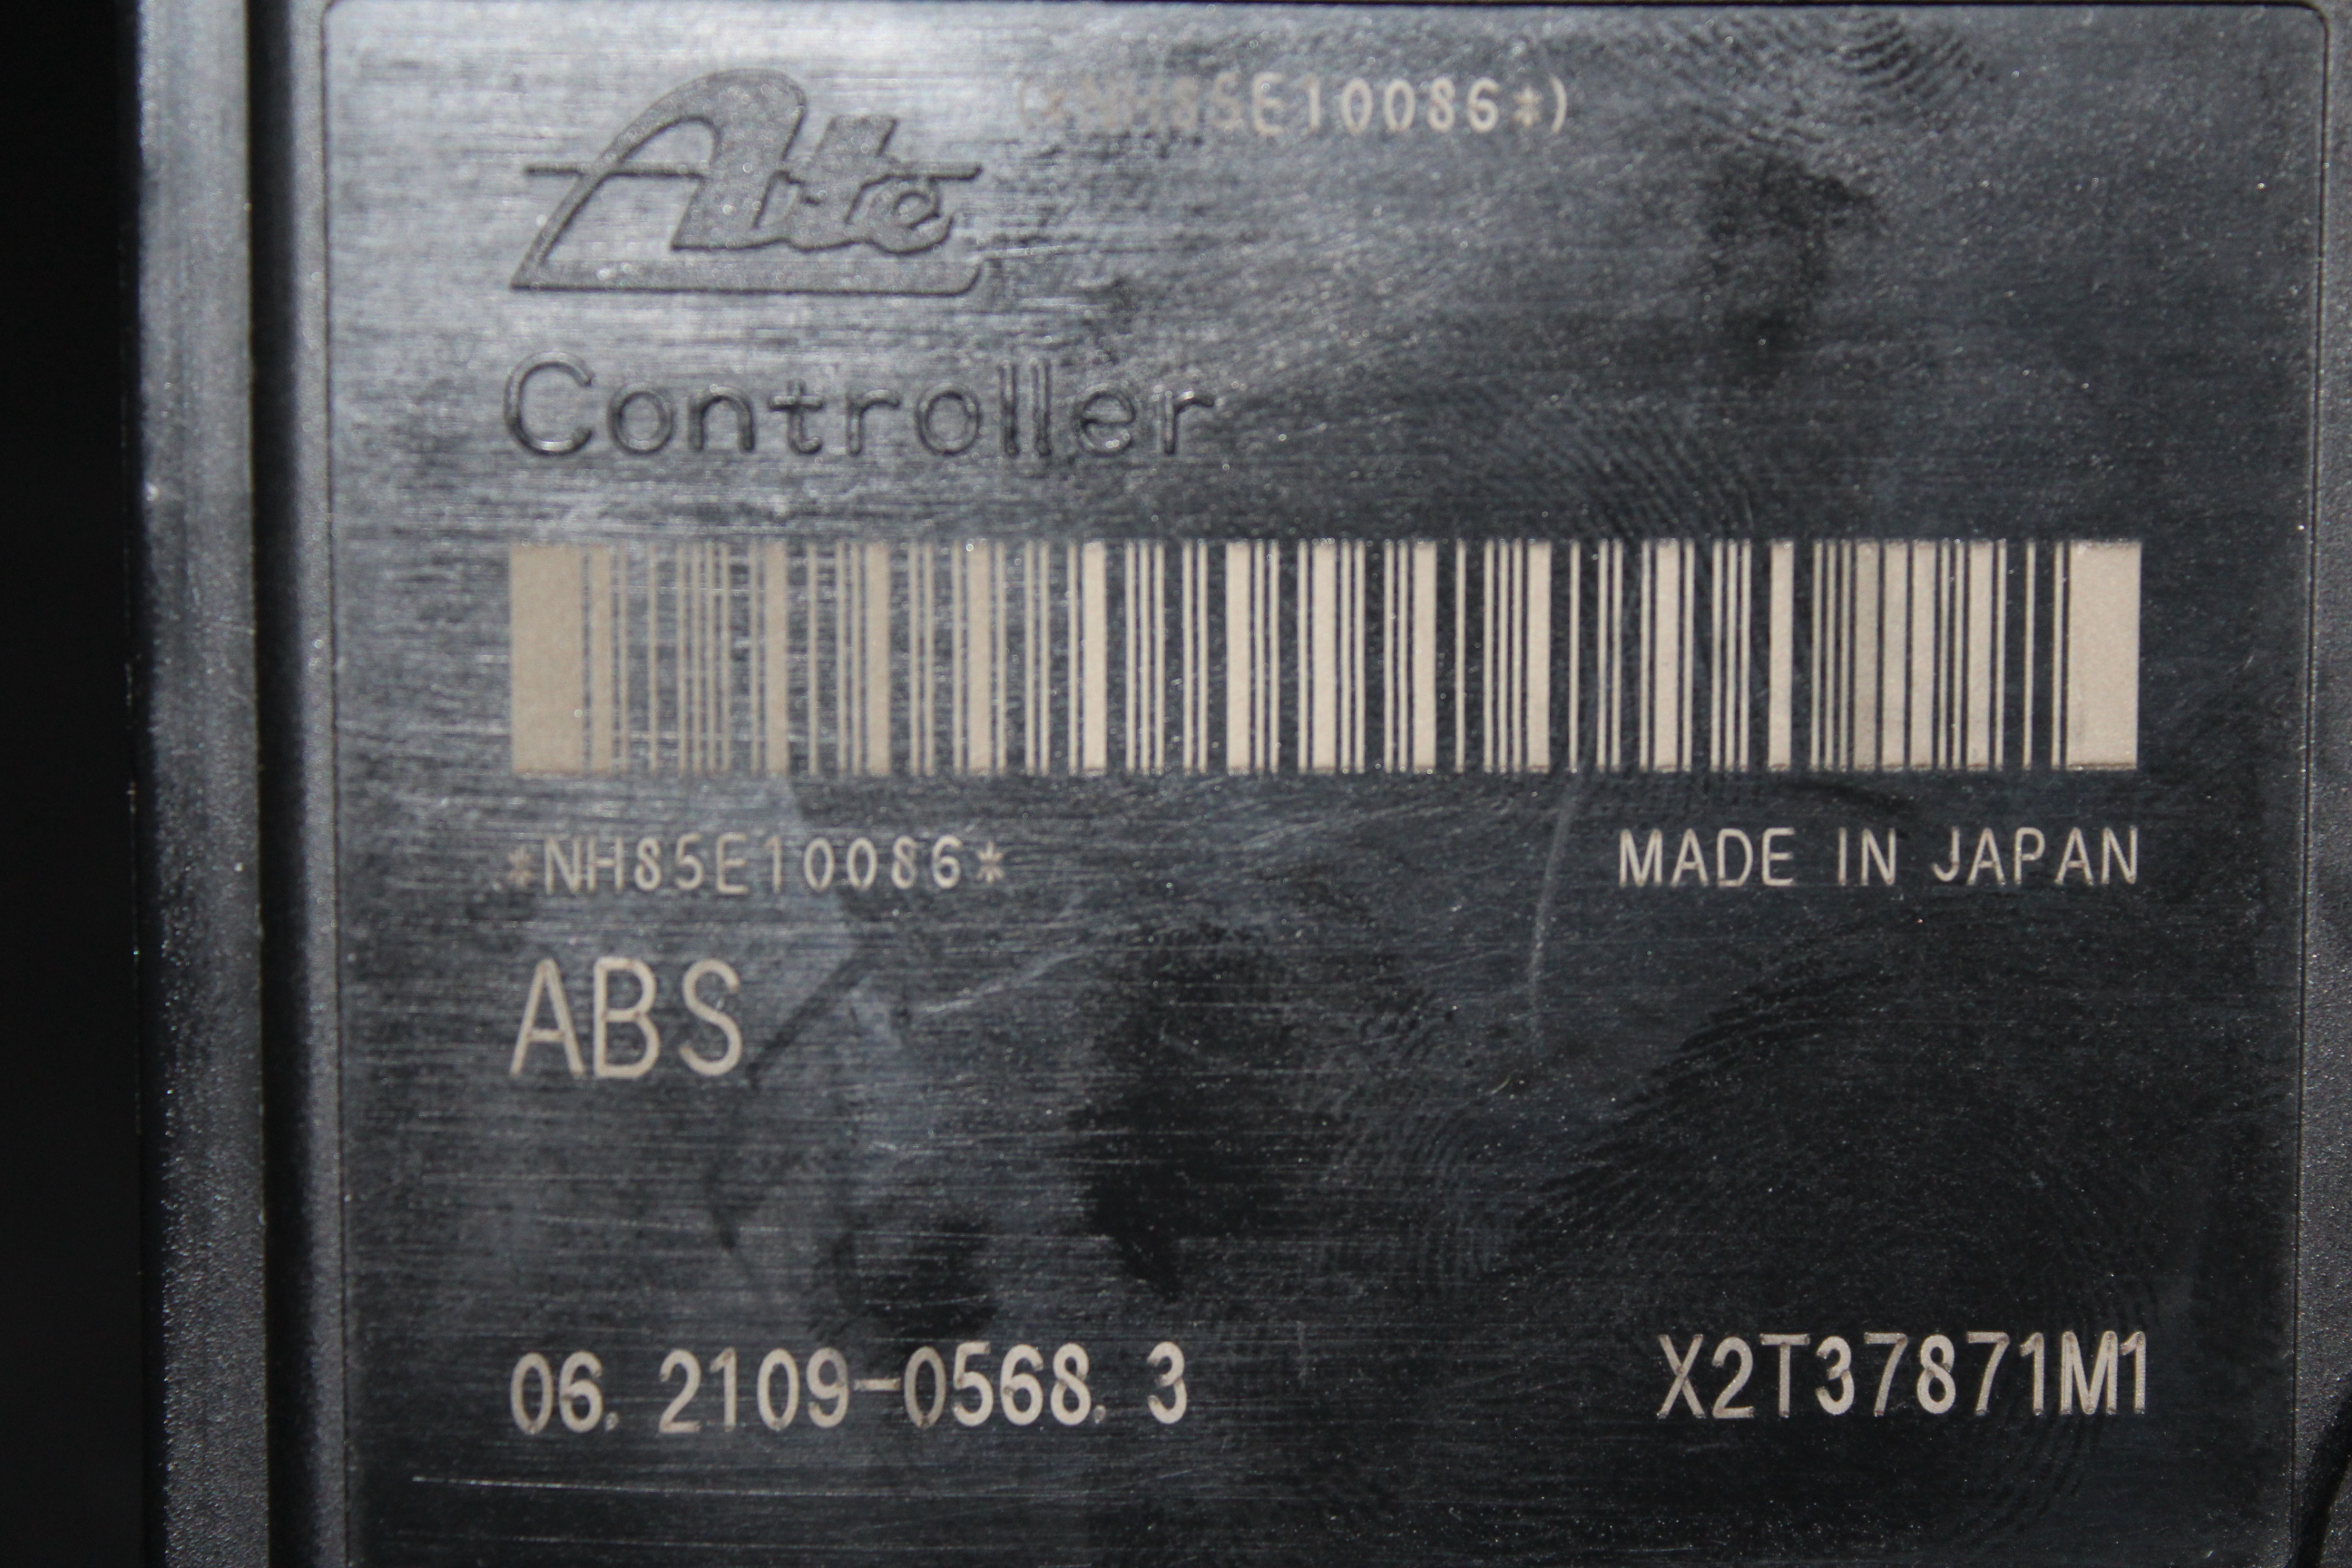 (*NH85E10086*)
Ate
Controller
*NH85E10086*
MADE IN JAPAN
ABS
06. 2109-0568. 3
X2T37871M1